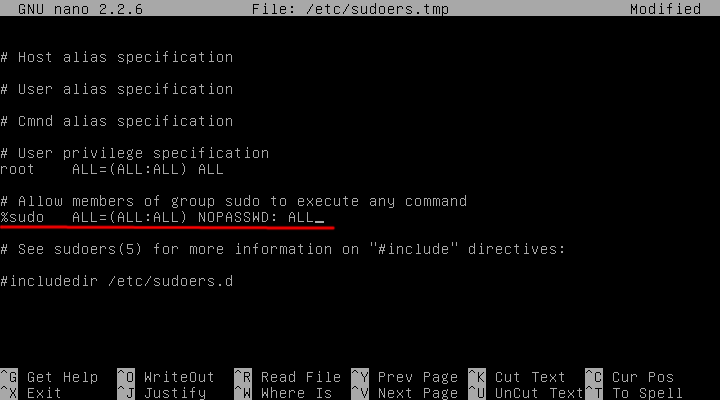 GNU nano 2.2.6 File: /etc/sudoers.tmp Modified
# Host alias specification
# User alias specification
# Cmnd alias specification
# User privilege specification
root ALL=(ALL:ALL) ALL
# Allow members of group sudo to execute any command
%sudo ALL=(ALL:ALL) NOPASSWD: ALL_
# See sudoers(5) for more information on "#include" directives:
#includedir /etc/sudoers.d
^G Get Help ^O WriteOut ^R Read File ^Y Prev Page ^K Cut Text ^C Cur Pos
^X Exit ^J Justify ^W Where Is ^V Next Page ^U UnCut Text ^T To Spell